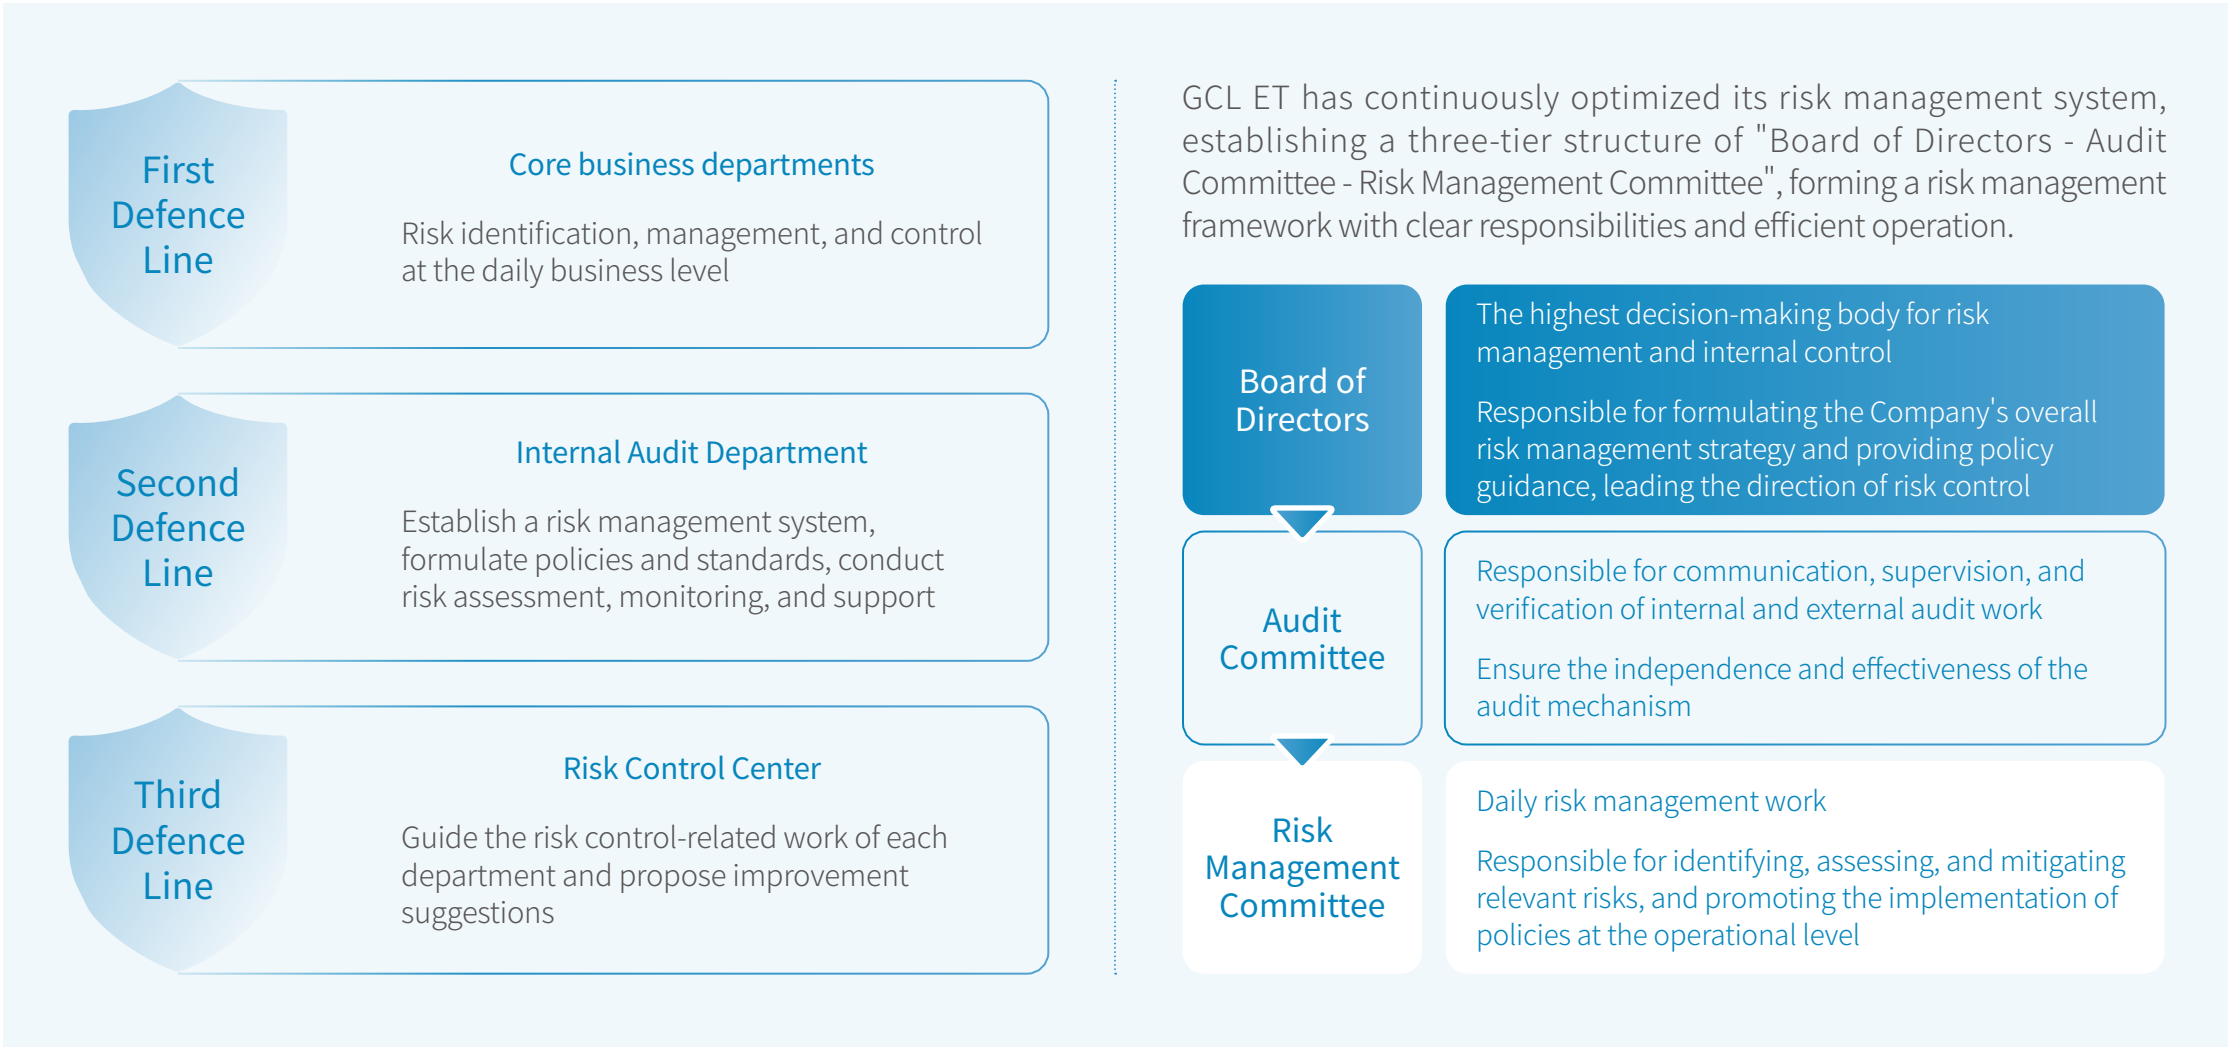 First
Defence
Line
Core business departments
Risk identification, management, and control
at the daily business level
Second
Defence
Line
Internal Audit Department
Establish a risk management system,
formulate policies and standards, conduct
risk assessment, monitoring, and support
Third
Defence
Line
Risk Control Center
Guide the risk control-related work of each
department and propose improvement
suggestions
GCL ET has continuously optimized its risk management system,
establishing a three-tier structure of "Board of Directors - Audit
Committee - Risk Management Committee", forming a risk management
framework with clear responsibilities and efficient operation.
Board of
Directors
The highest decision-making body for risk
management and internal control
Responsible for formulating the Company's overall
risk management strategy and providing policy
guidance, leading the direction of risk control
Audit
Committee
Responsible for communication, supervision, and
verification of internal and external audit work
Ensure the independence and effectiveness of the
audit mechanism
Risk
Management
Committee
Daily risk management work
Responsible for identifying, assessing, and mitigating
relevant risks, and promoting the implementation of
policies at the operational level